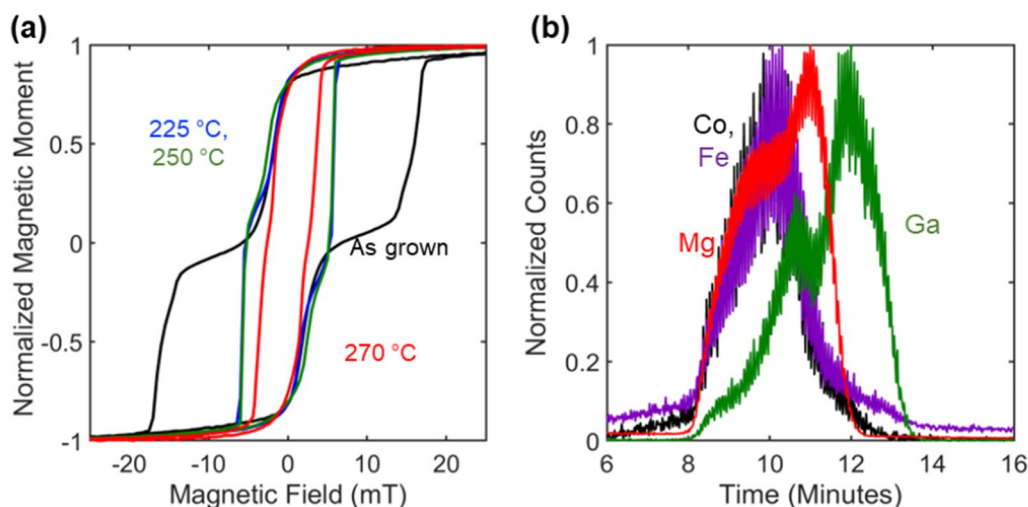 (a)
Normalized Magnetic Moment
1
0.5
0
-0.5
-1
225 °C,
250 °C
As grown
270 °C
-20 -10 0 10 20
Magnetic Field (mT)
(b)
Normalized Counts
1
0.8
0.6
0.4
0.2
0
Co,
Fe
Mg
Ga
6 8 10 12 14 16
Time (Minutes)